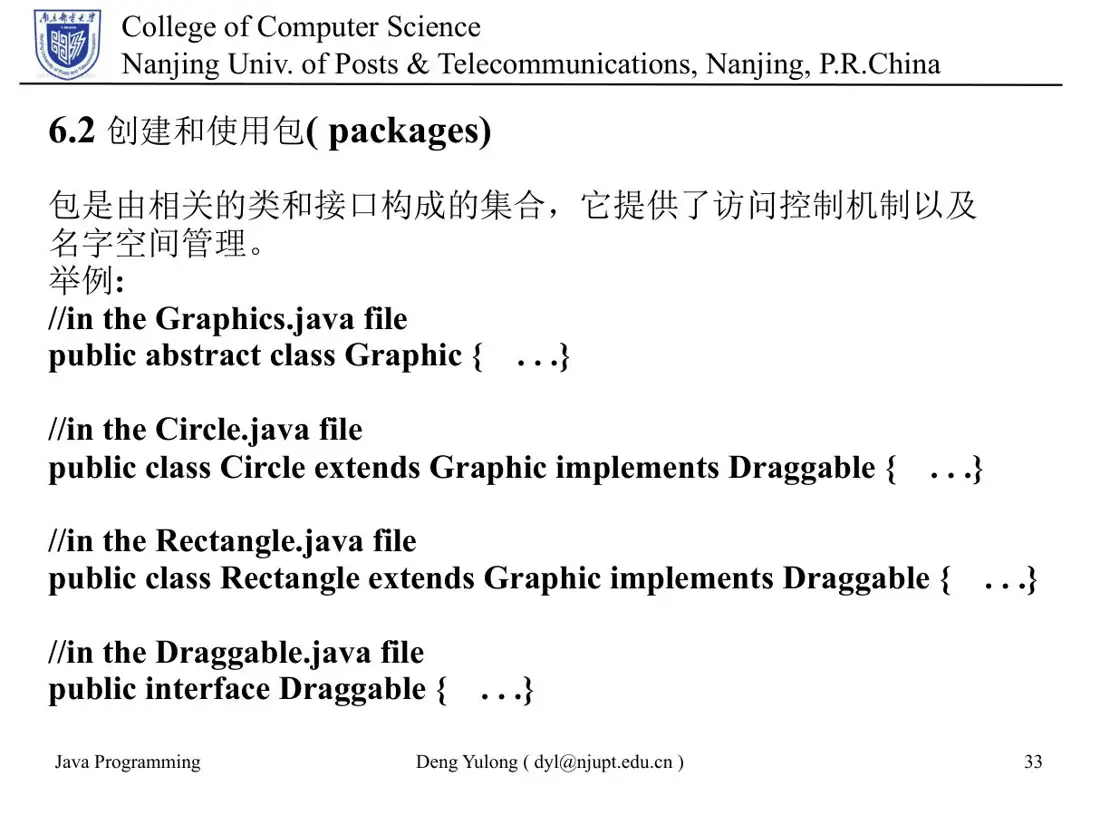 College of Computer Science
Nanjing Univ. of Posts & Telecommunications, Nanjing, P.R.China
6.2 创建和使用包( packages)
包是由相关的类和接口构成的集合，它提供了访问控制机制以及
名字空间管理。
举例:
//in the Graphics.java file
public abstract class Graphic { . . .}
//in the Circle.java file
public class Circle extends Graphic implements Draggable { . . .}
//in the Rectangle.java file
public class Rectangle extends Graphic implements Draggable { . . .}
//in the Draggable.java file
public interface Draggable { . . .}
Java Programming
Deng Yulong ( dyl@njupt.edu.cn )
33